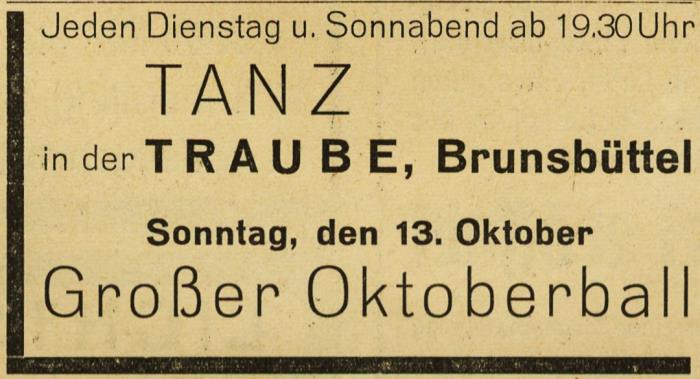 Jeden Dienstag u. Sonnabend ab 19.30 Uhr
TANZ
in der TRAUBE, Brunsbüttel
Sonntag, den 13. Oktober
Großer Oktoberball